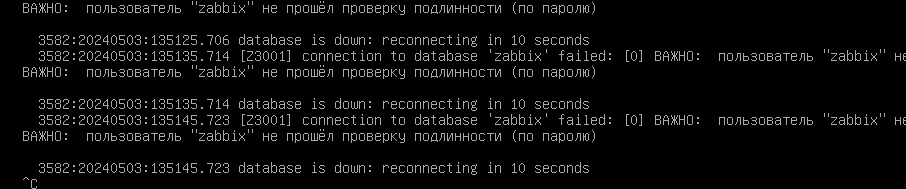 ВАЖНО:  пользователь "zabbix" не прошёл проверку подлинности (по паролю)
3582:20240503:135125.706 database is down: reconnecting in 10 seconds
3582:20240503:135135.714 [Z3001] connection to database 'zabbix' failed: [0] ВАЖНО:  пользователь "zabbix" не
ВАЖНО:  пользователь "zabbix" не прошёл проверку подлинности (по паролю)
3582:20240503:135135.714 database is down: reconnecting in 10 seconds
3582:20240503:135145.723 [Z3001] connection to database 'zabbix' failed: [0] ВАЖНО:  пользователь "zabbix" не
ВАЖНО:  пользователь "zabbix" не прошёл проверку подлинности (по паролю)
3582:20240503:135145.723 database is down: reconnecting in 10 seconds
^C